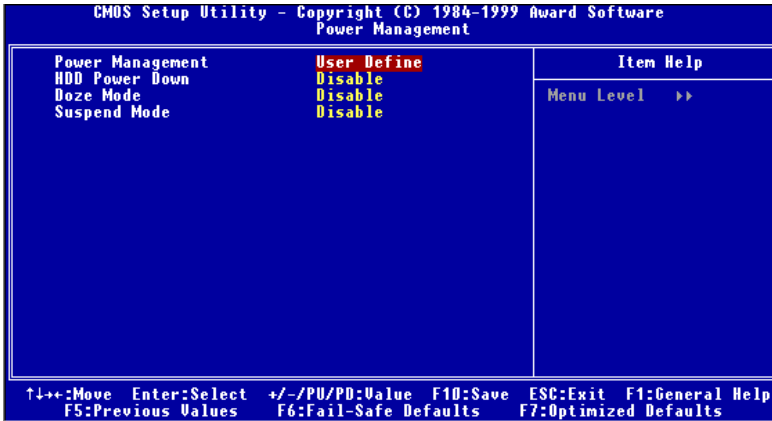 CMOS Setup Utility - Copyright (C) 1984-1999 Award Software
Power Management
Power Management User Define
HDD Power Down Disable
Doze Mode Disable
Suspend Mode Disable
Item Help
Menu Level ▸▸
↑↓→←:Move Enter:Select +/-/PU/PD:Value F10:Save ESC:Exit F1:General Help
F5:Previous Values F6:Fail-Safe Defaults F7:Optimized Defaults